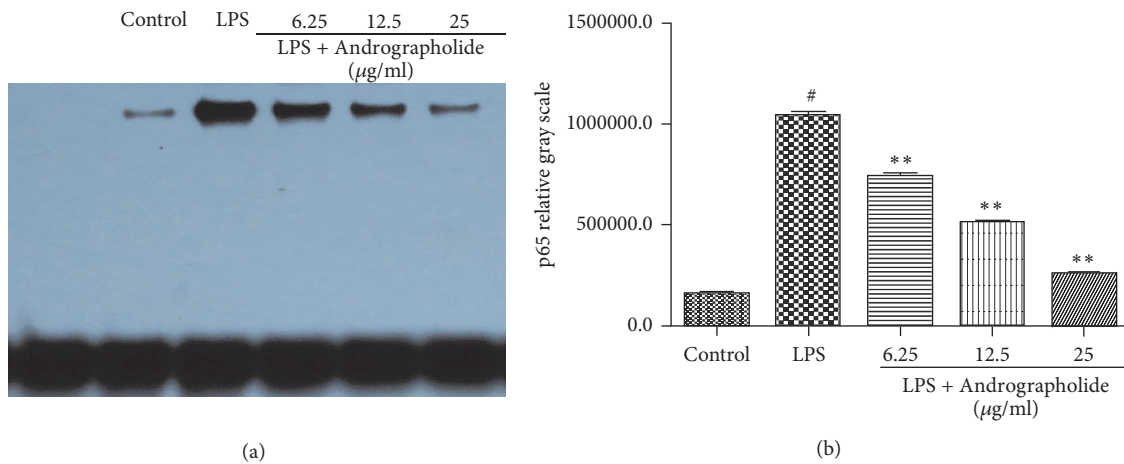 Control LPS 6.25 12.5 25
LPS + Andrographolide
(μg/ml)
(a)
p65 relative gray scale
1500000.0
1000000.0
500000.0
0.0
#
**
**
**
Control LPS 6.25 12.5 25
LPS + Andrographolide
(μg/ml)
(b)